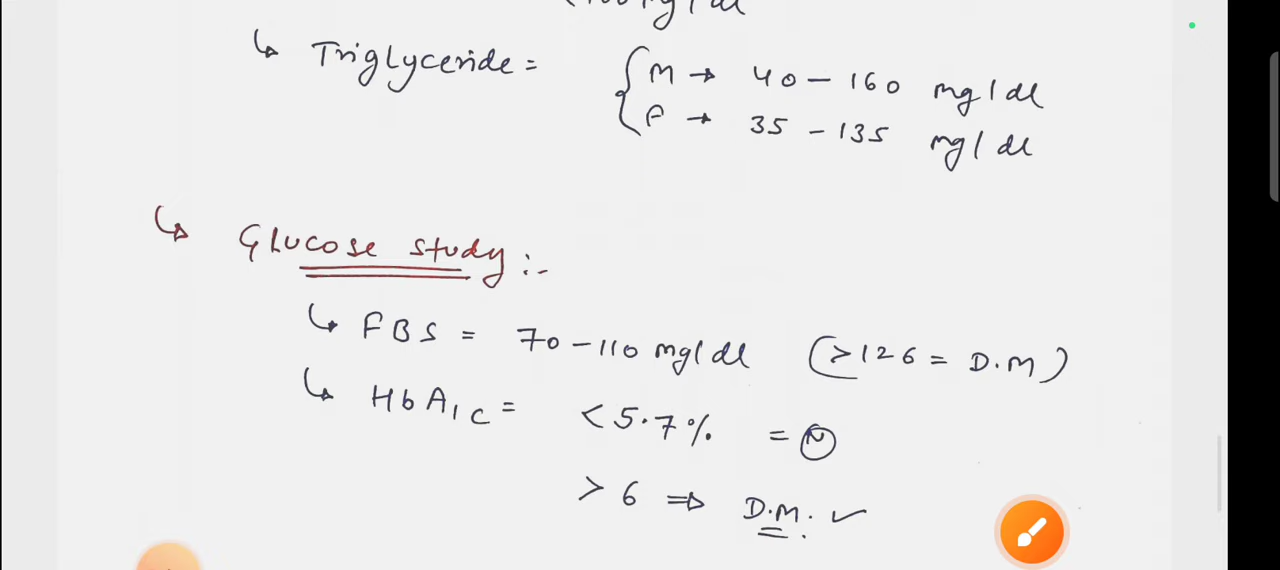 ↳ Triglyceride = { M → 40 – 160 mg/dl
F → 35 – 135 mg/dl
↳ Glucose study :-
↳ FBS = 70 – 110 mg/dl (≥126 = D.M)
↳ HbA1c = <5.7% = Ⓝ
> 6 ⇒ D.M. ✓